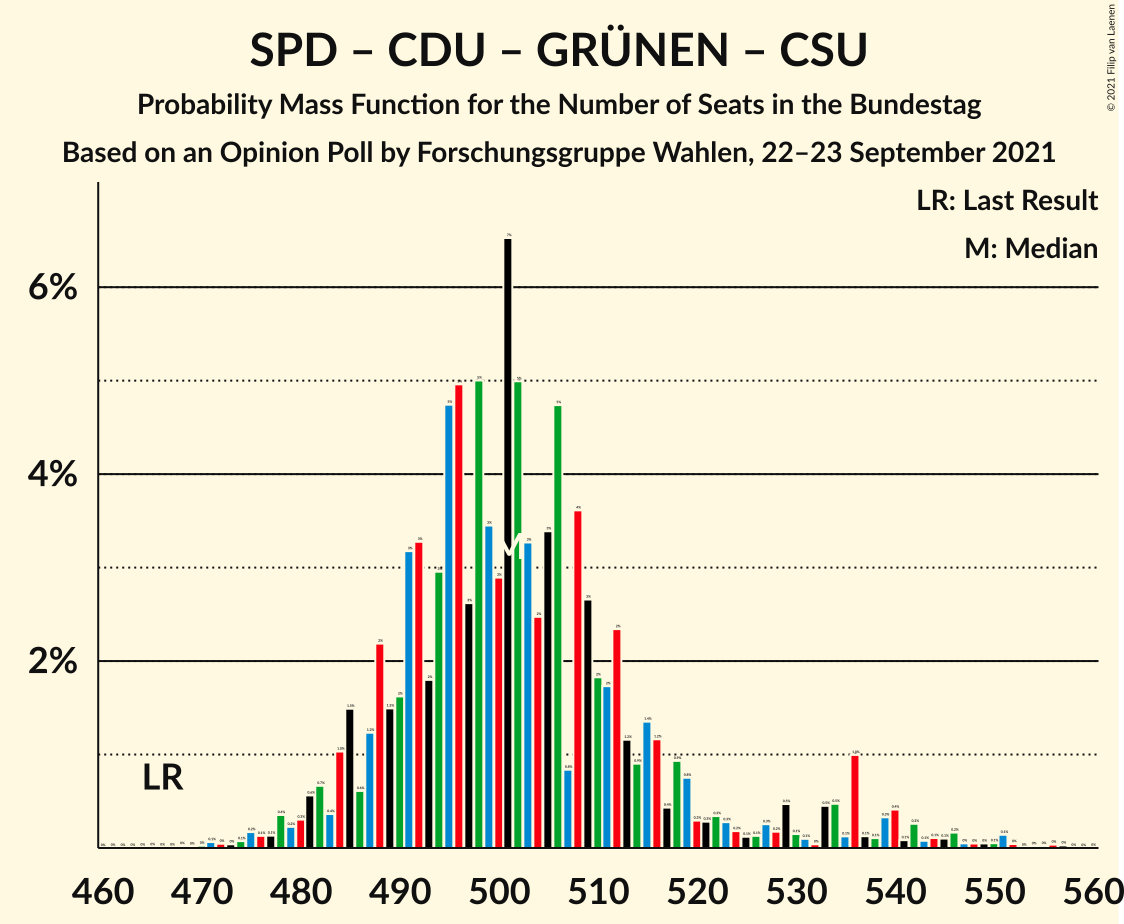 SPD – CDU – GRÜNEN – CSU
Probability Mass Function for the Number of Seats in the Bundestag
Based on an Opinion Poll by Forschungsgruppe Wahlen, 22–23 September 2021
© 2021 Filip van Laenen
LR: Last Result
M: Median
6%
4%
2%
LR
M
460 470 480 490 500 510 520 530 540 550 560